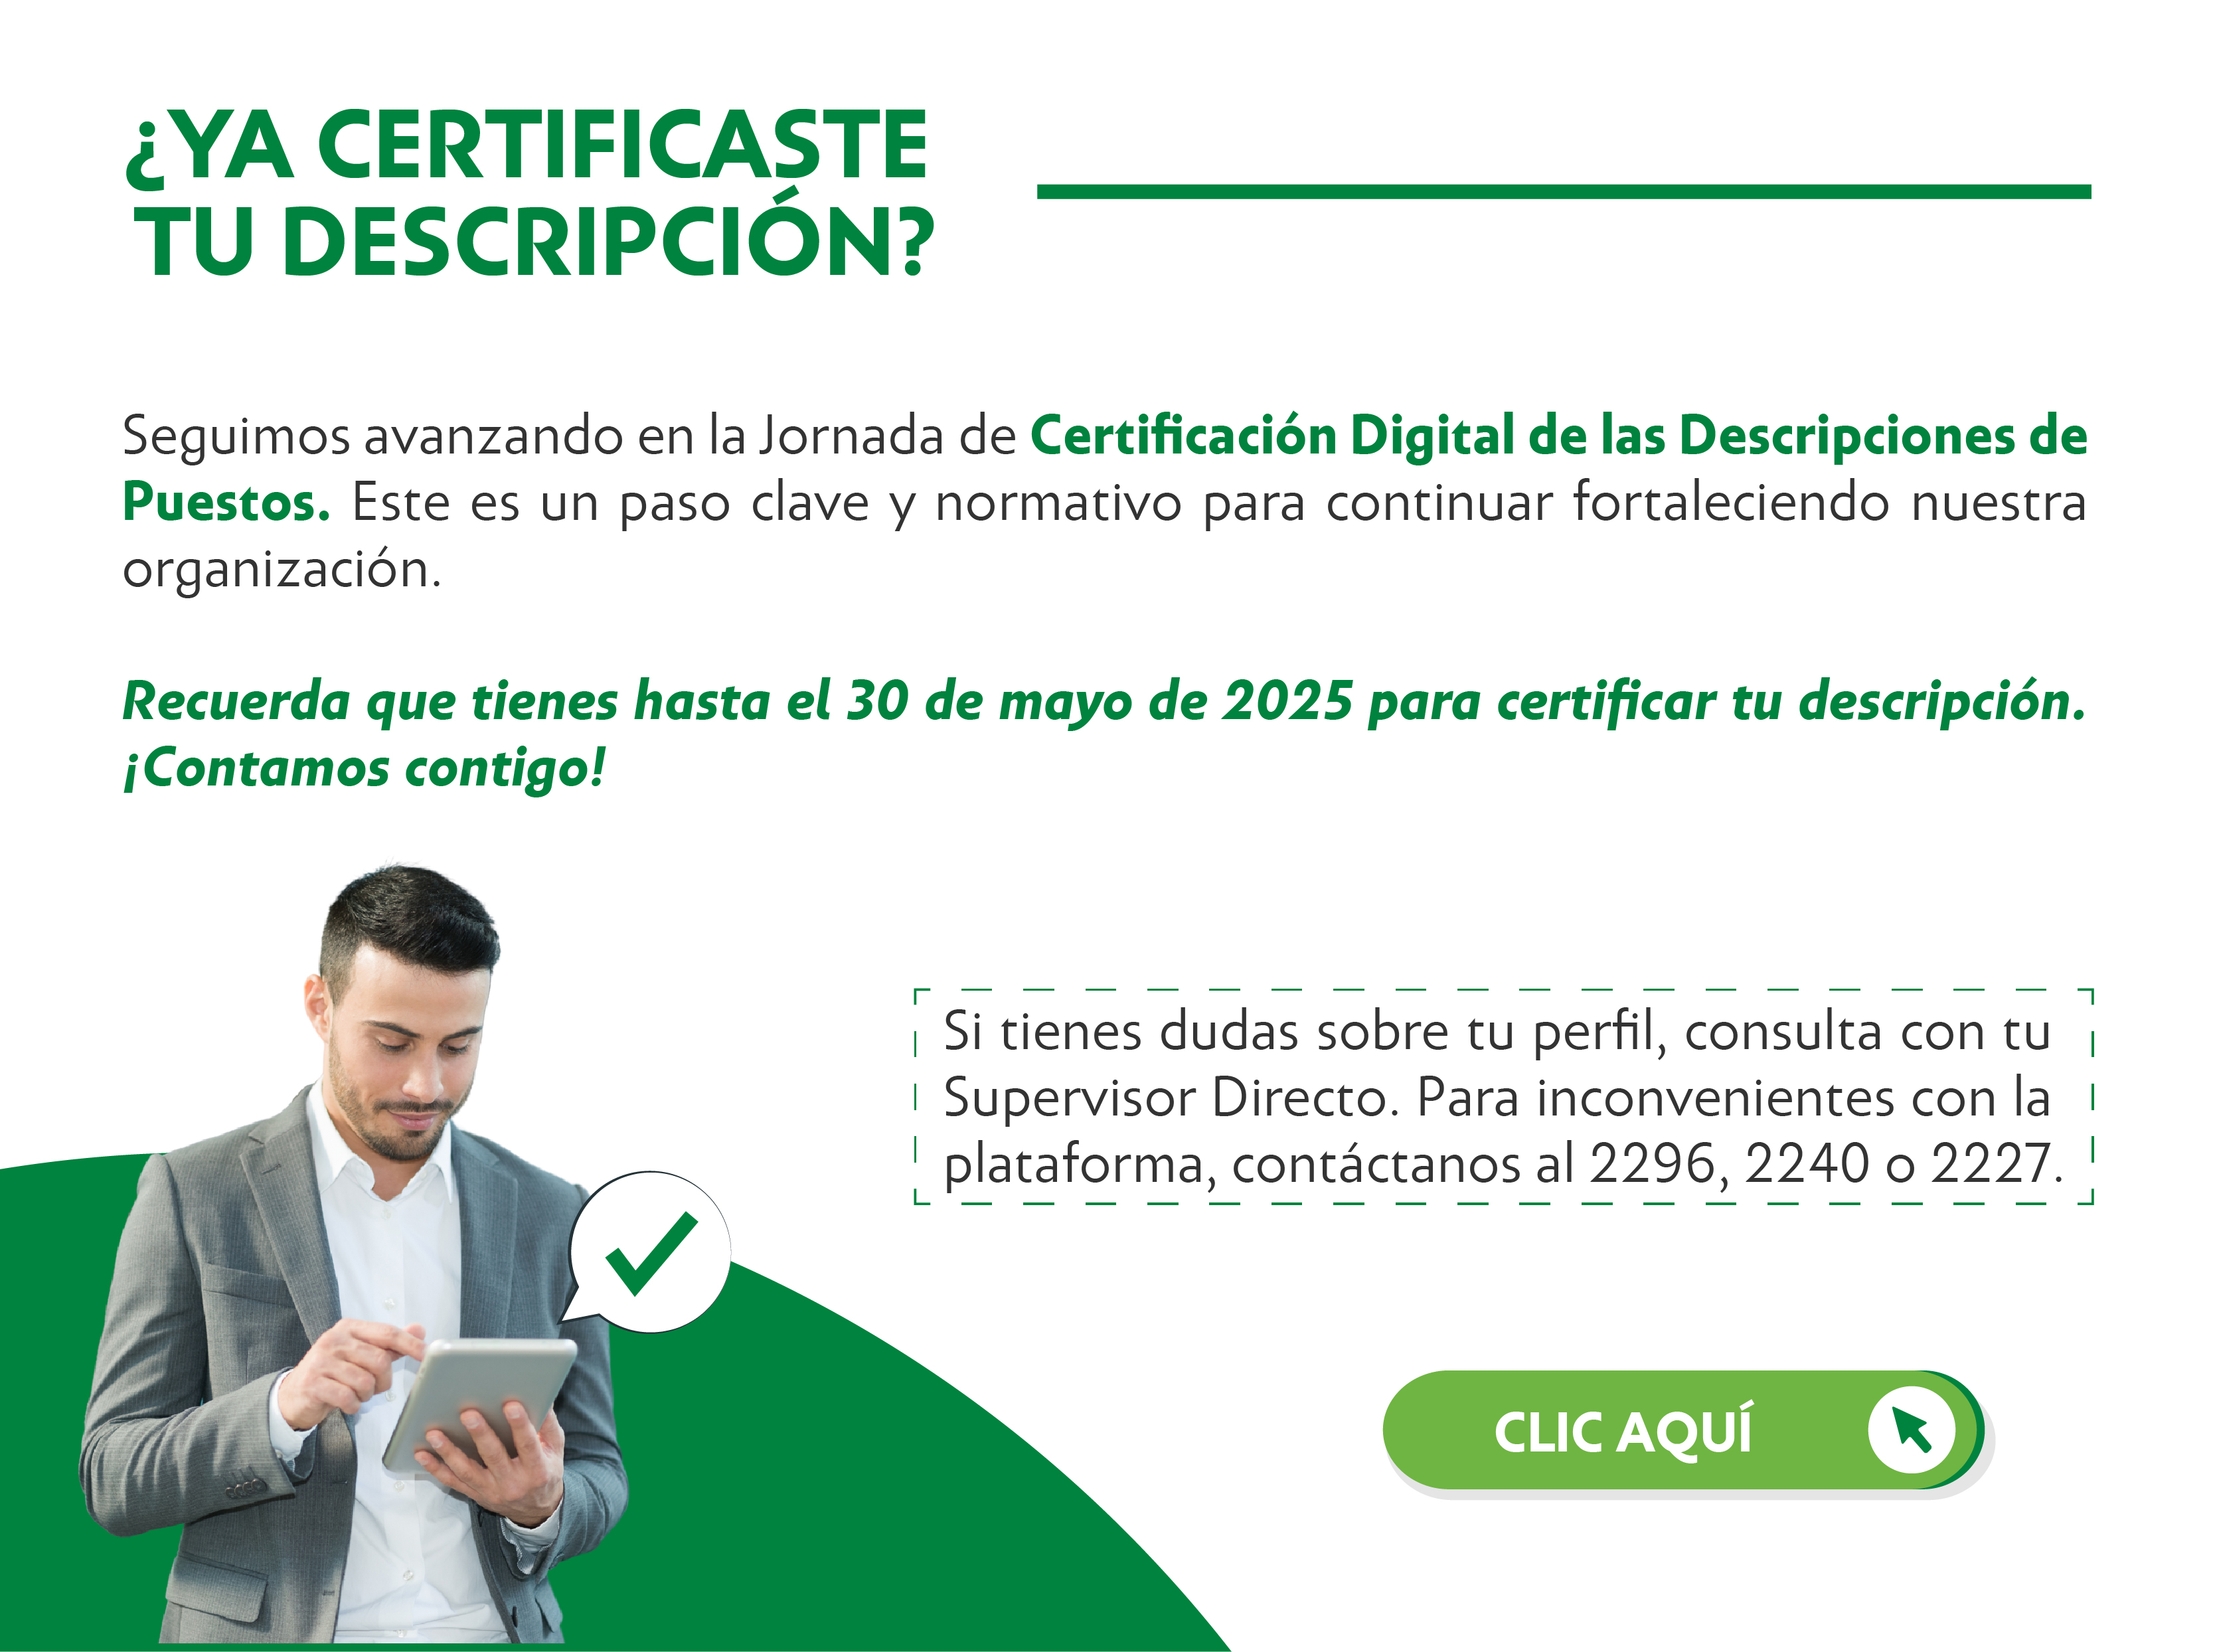 ¿YA CERTIFICASTE
TU DESCRIPCIÓN?
Seguimos avanzando en la Jornada de Certificación Digital de las Descripciones de
Puestos. Este es un paso clave y normativo para continuar fortaleciendo nuestra
organización.
Recuerda que tienes hasta el 30 de mayo de 2025 para certificar tu descripción.
¡Contamos contigo!
Si tienes dudas sobre tu perfil, consulta con tu
Supervisor Directo. Para inconvenientes con la
plataforma, contáctanos al 2296, 2240 o 2227.
CLIC AQUÍ